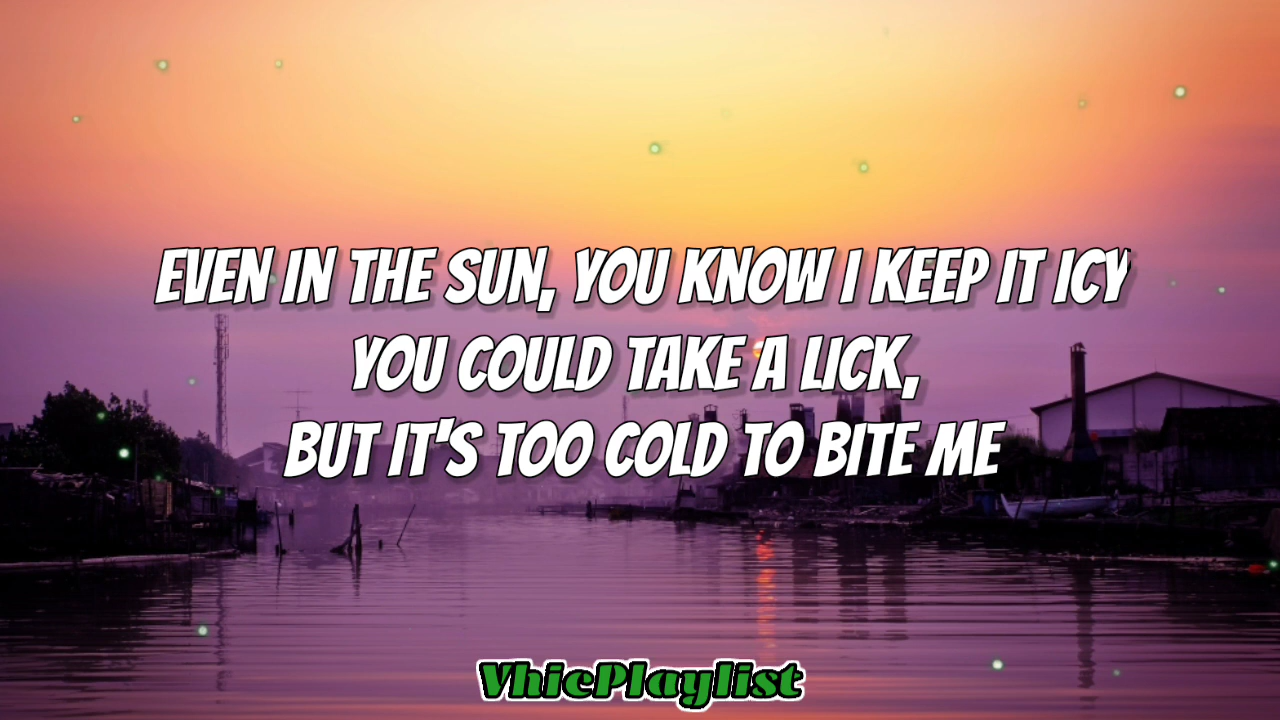 EVEN IN THE SUN, YOU KNOW I KEEP IT ICY
YOU COULD TAKE A LICK,
BUT IT'S TOO COLD TO BITE ME
VhicPlaylist